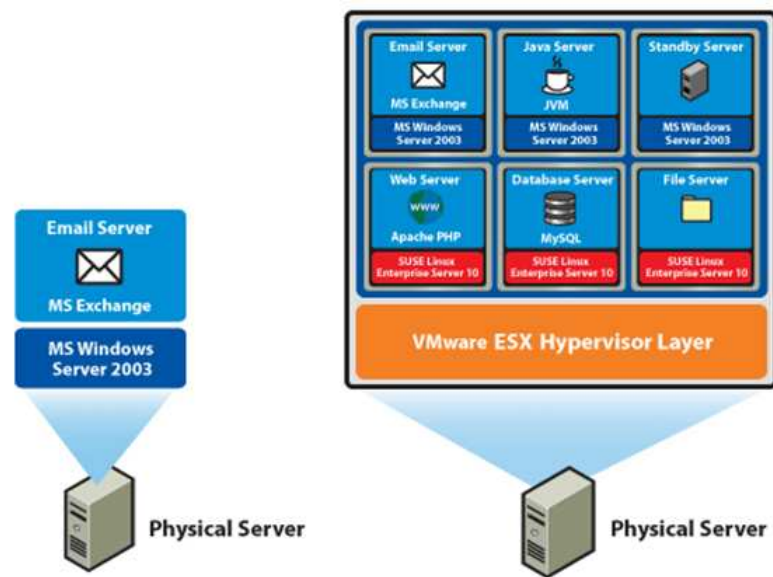 Email Server
MS Exchange
MS Windows
Server 2003
Physical Server
Email Server
MS Exchange
MS Windows
Server 2003
Java Server
JVM
MS Windows
Server 2003
Standby Server
MS Windows
Server 2003
Web Server
www
Apache PHP
SUSE Linux
Enterprise Server 10
Database Server
MySQL
SUSE Linux
Enterprise Server 10
File Server
SUSE Linux
Enterprise Server 10
VMware ESX Hypervisor Layer
Physical Server